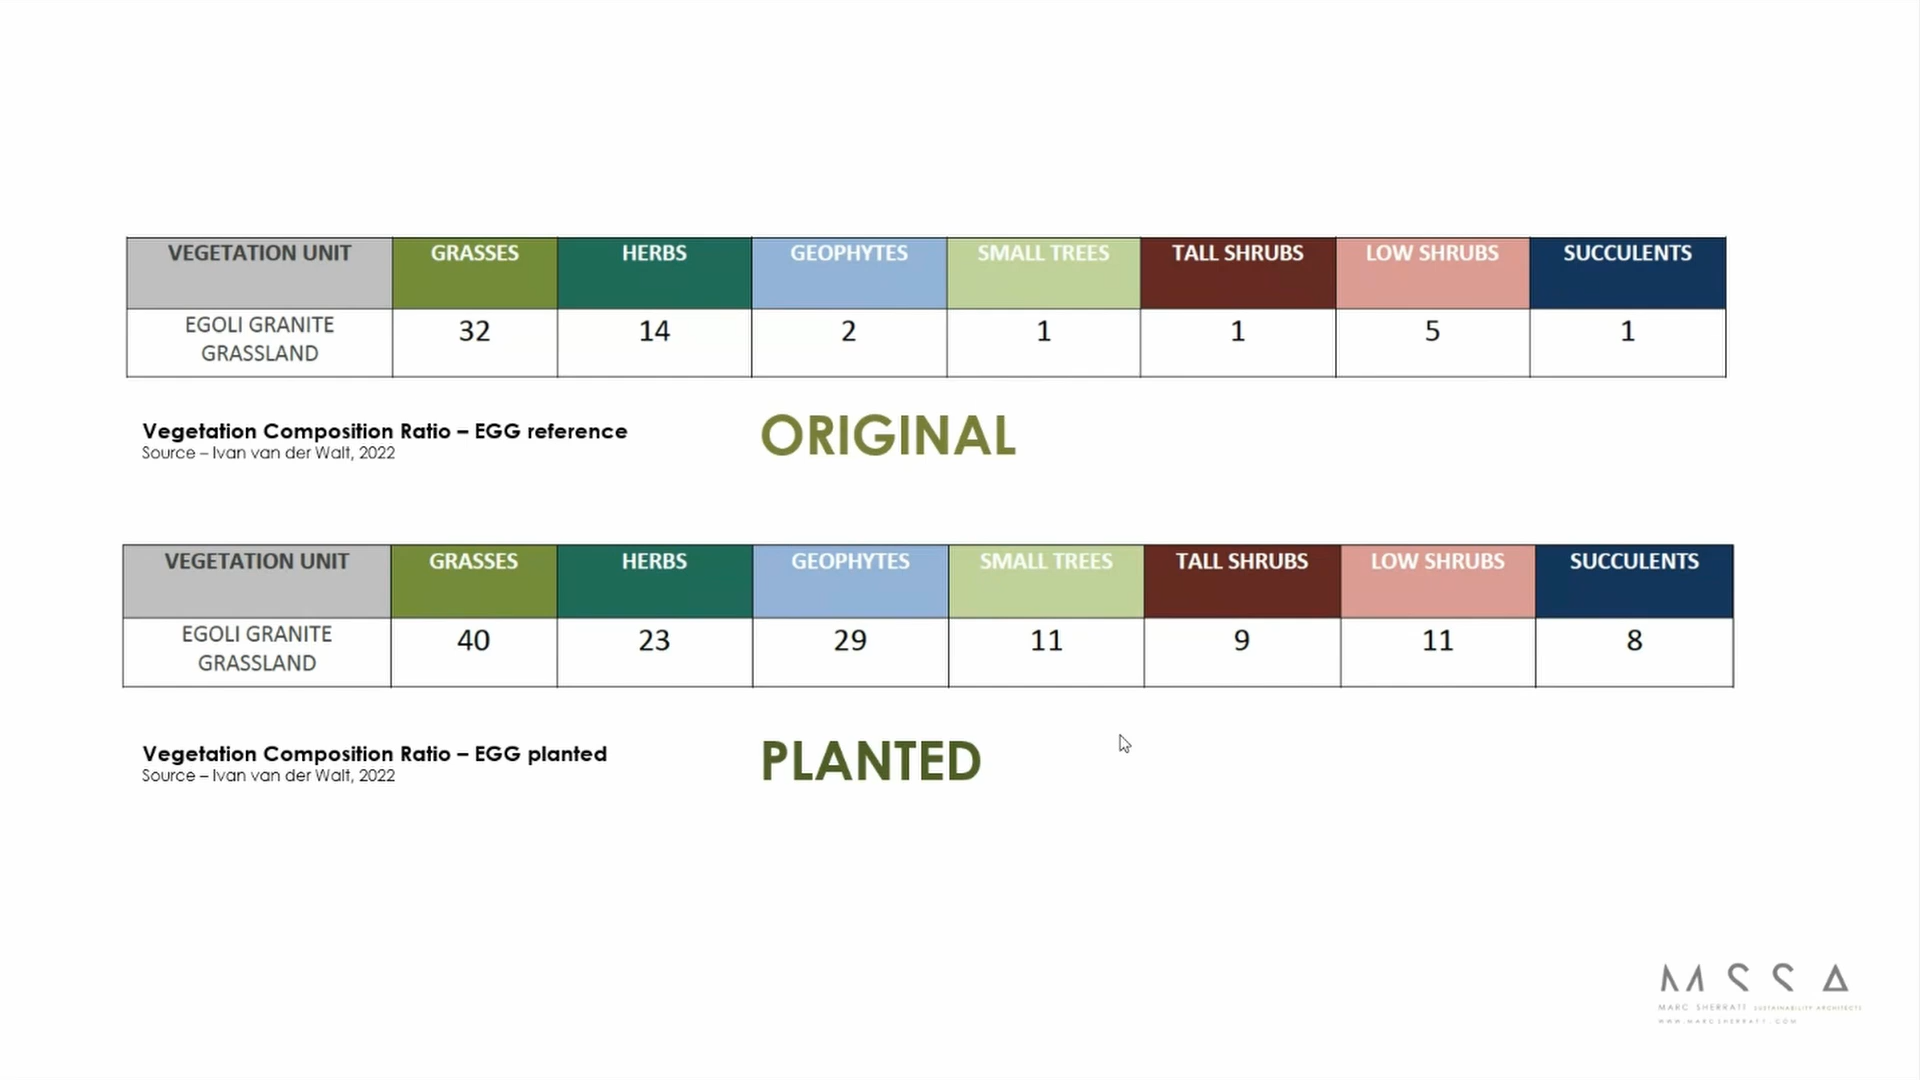 VEGETATION UNIT GRASSES HERBS GEOPHYTES SMALL TREES TALL SHRUBS LOW SHRUBS SUCCULENTS
EGOLI GRANITE
GRASSLAND
32 14 2 1 1 5 1
Vegetation Composition Ratio – EGG reference
Source – Ivan van der Walt, 2022
ORIGINAL
VEGETATION UNIT GRASSES HERBS GEOPHYTES SMALL TREES TALL SHRUBS LOW SHRUBS SUCCULENTS
EGOLI GRANITE
GRASSLAND
40 23 29 11 9 11 8
Vegetation Composition Ratio – EGG planted
Source – Ivan van der Walt, 2022
PLANTED
MSSA
MARC SHERRATT SUSTAINABILITY ARCHITECTS
WWW.MARCSHERRATT.COM